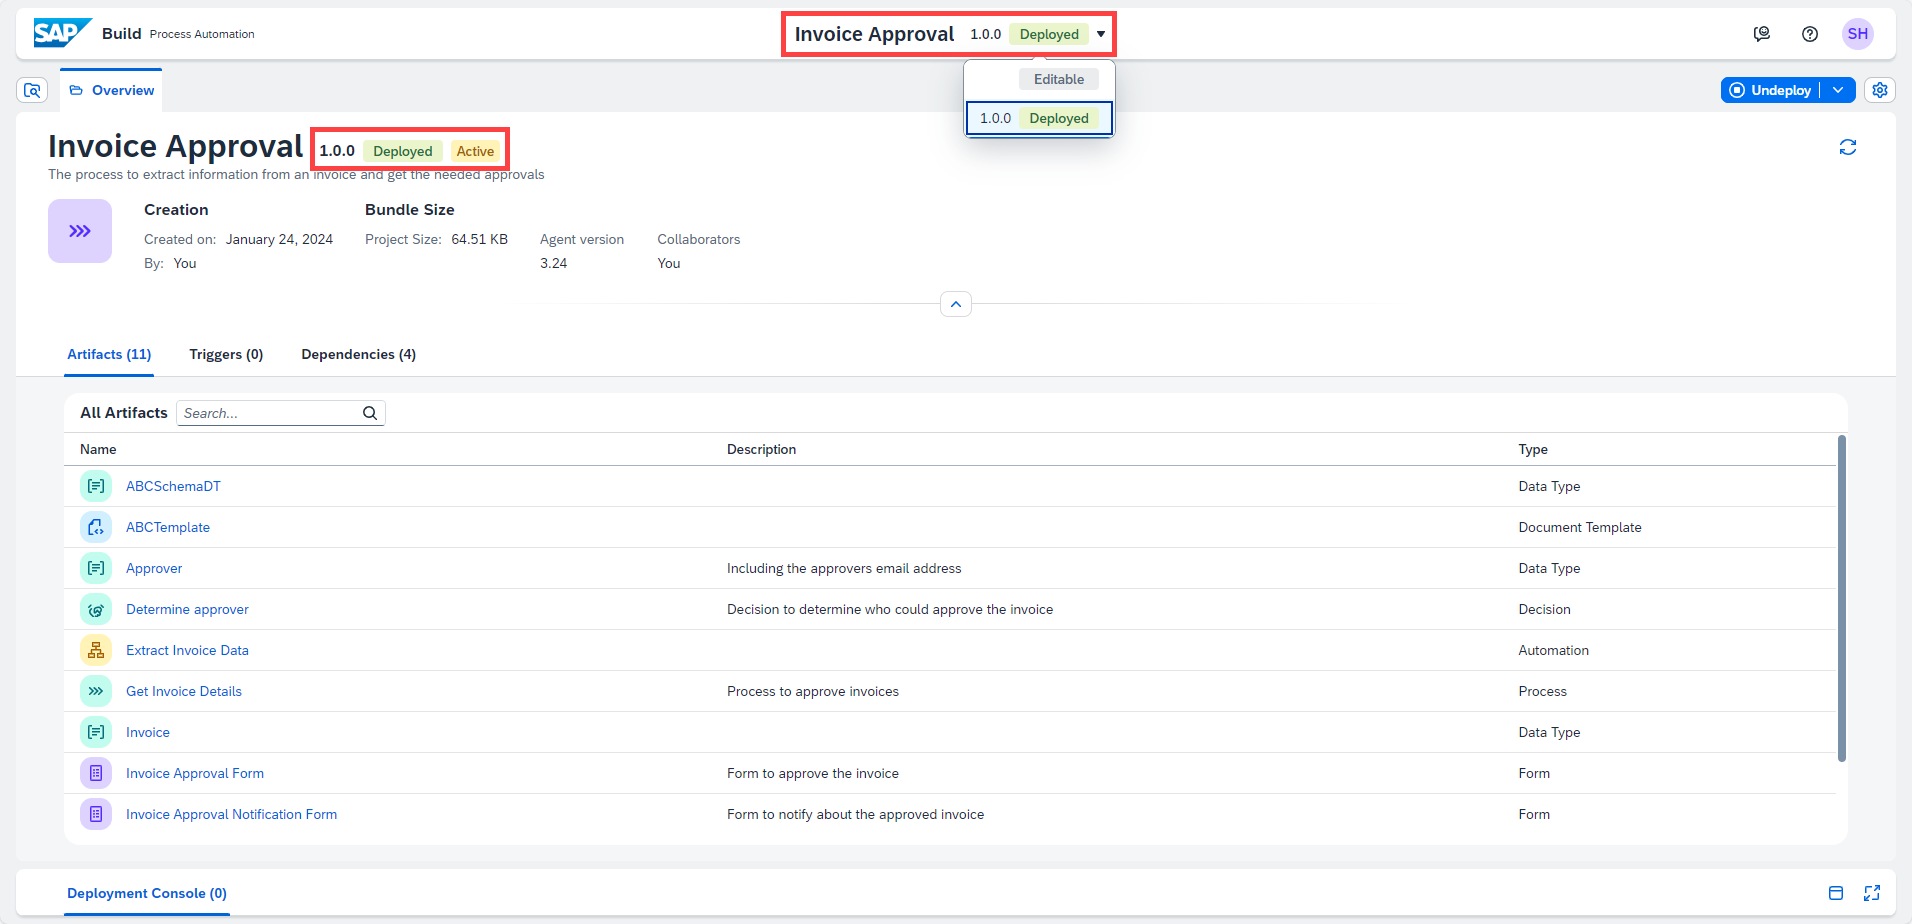 SAP Build Process Automation
Invoice Approval 1.0.0 Deployed
SH
Editable
1.0.0 Deployed
Overview
Undeploy
Invoice Approval 1.0.0 Deployed Active
The process to extract information from an invoice and get the needed approvals
Creation
Bundle Size
Created on: January 24, 2024
Project Size: 64.51 KB
Agent version
Collaborators
By: You
3.24
You
Artifacts (11)
Triggers (0)
Dependencies (4)
All Artifacts
Search...
Name Description Type
ABCSchemaDT Data Type
ABCTemplate Document Template
Approver Including the approvers email address Data Type
Determine approver Decision to determine who could approve the invoice Decision
Extract Invoice Data Automation
Get Invoice Details Process to approve invoices Process
Invoice Data Type
Invoice Approval Form Form to approve the invoice Form
Invoice Approval Notification Form Form to notify about the approved invoice Form
Deployment Console (0)